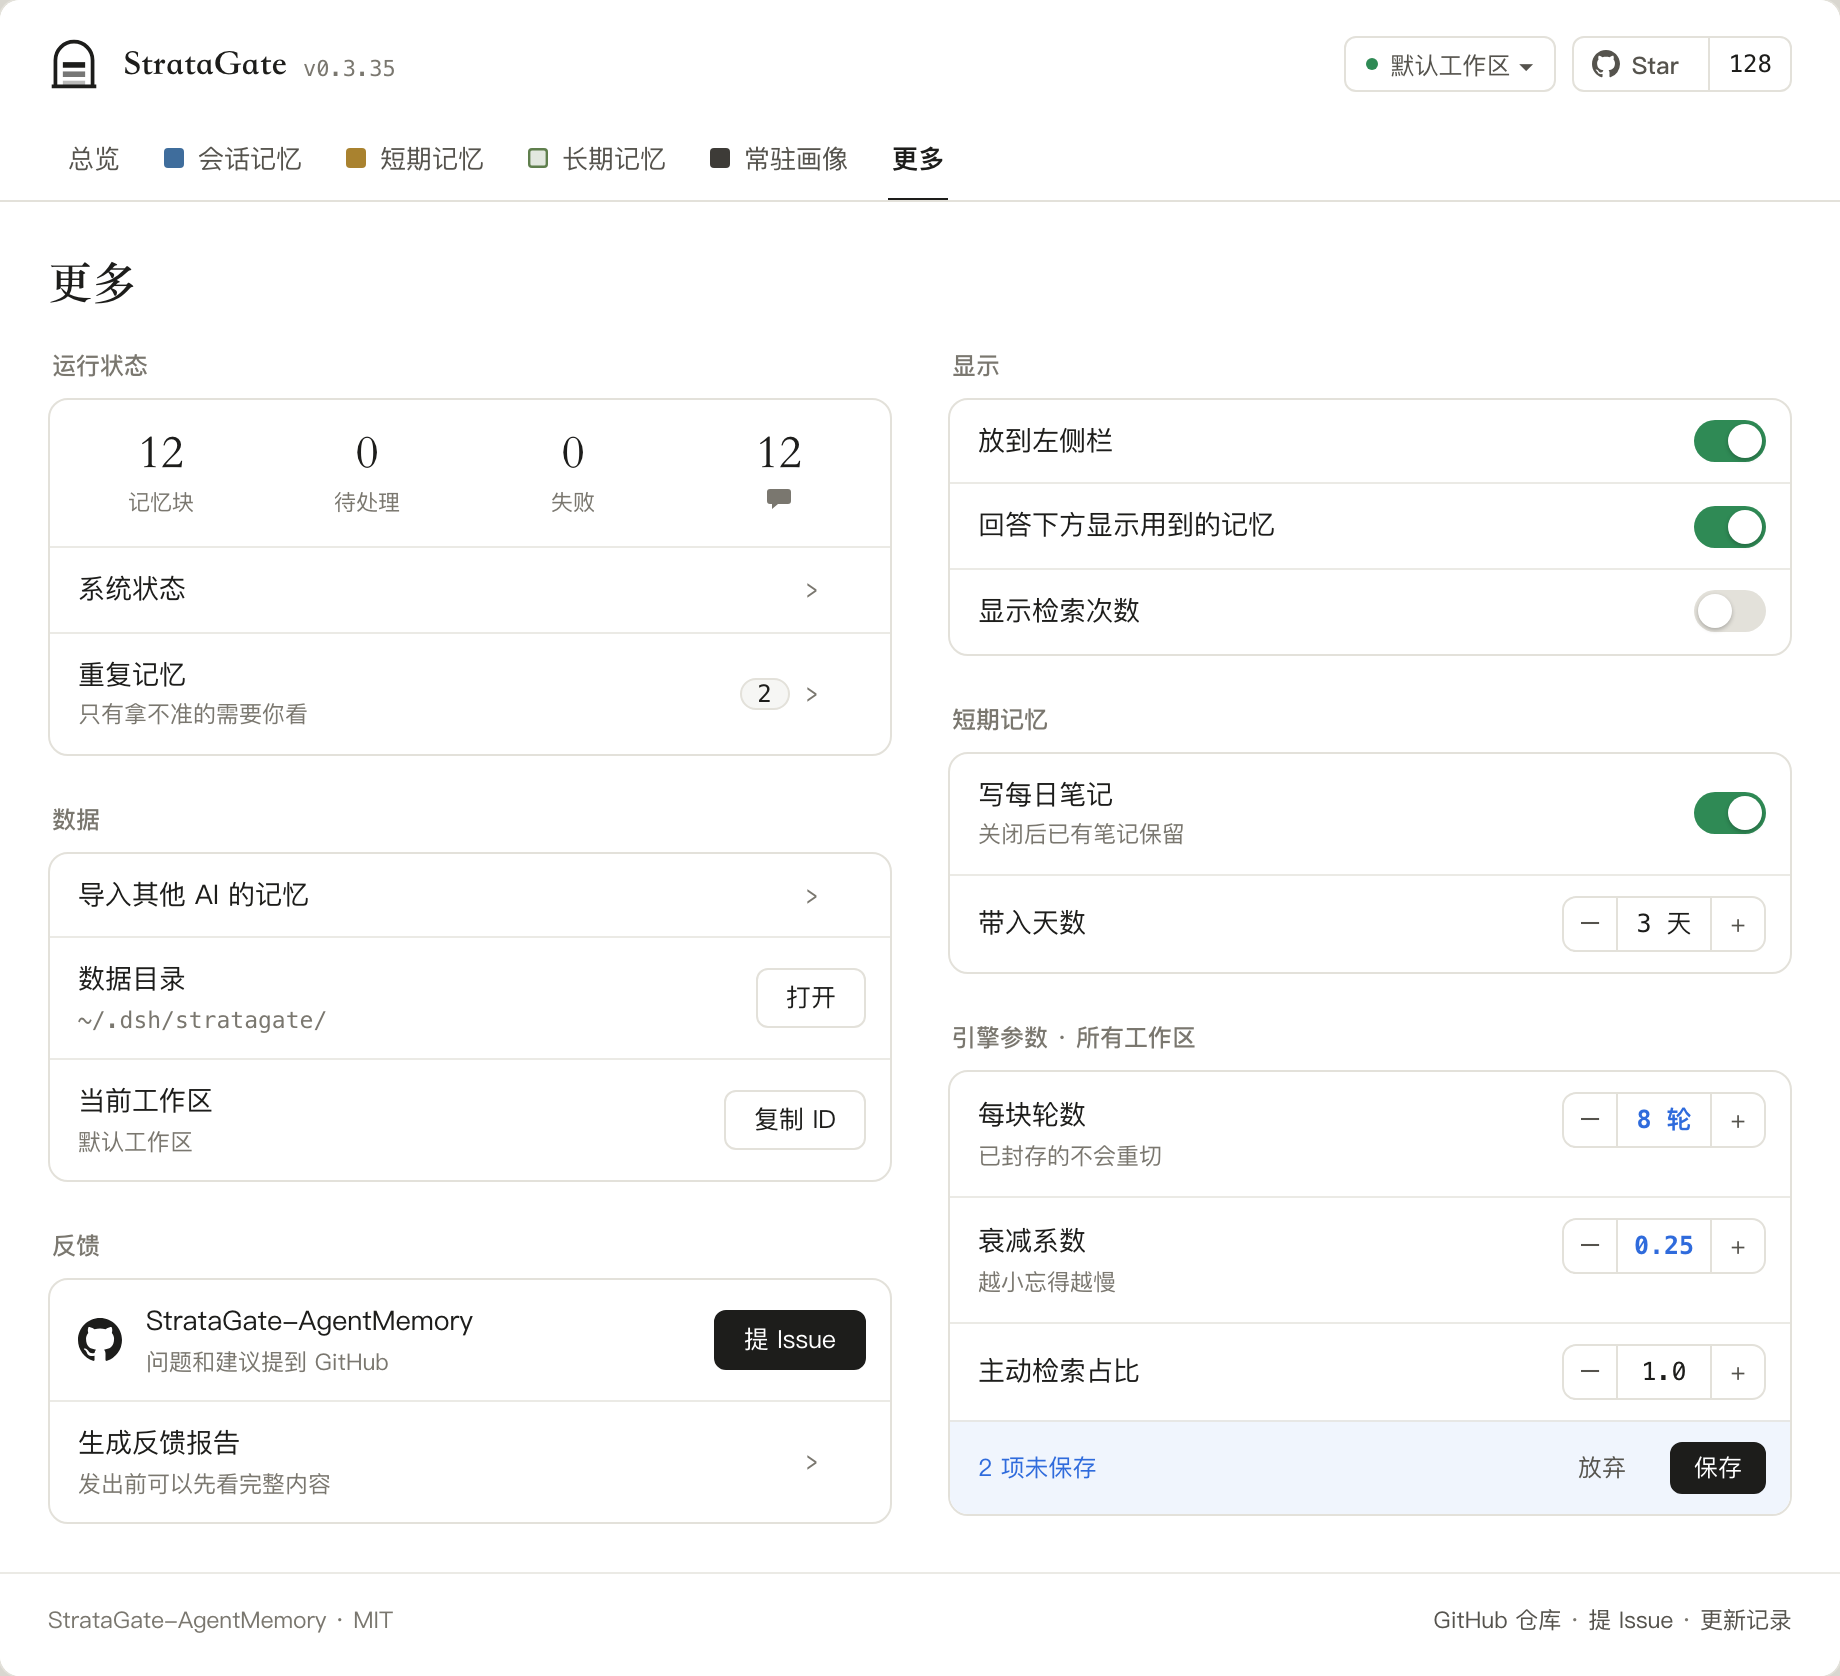 StrataGate v0.3.35
默认工作区
Star 128
总览 会话记忆 短期记忆 长期记忆 常驻画像 更多
更多
运行状态
12 0 0 12
记忆块 待处理 失败
系统状态
重复记忆
只有拿不准的需要你看
2
数据
导入其他 AI 的记忆
数据目录
~/.dsh/stratagate/
打开
当前工作区
默认工作区
复制 ID
反馈
StrataGate-AgentMemory
问题和建议提到 GitHub
提 Issue
生成反馈报告
发出前可以先看完整内容
显示
放到左侧栏
回答下方显示用到的记忆
显示检索次数
短期记忆
写每日笔记
关闭后已有笔记保留
带入天数
— 3 天 +
引擎参数 · 所有工作区
每块轮数
已封存的不会重切
— 8 轮 +
衰减系数
越小忘得越慢
— 0.25 +
主动检索占比
— 1.0 +
2 项未保存
放弃 保存
StrataGate-AgentMemory · MIT
GitHub 仓库 · 提 Issue · 更新记录